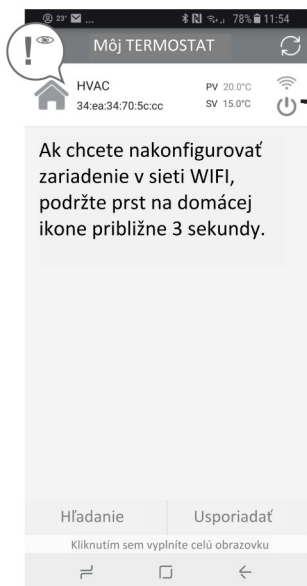 23° ... 78% 11:54
! Môj TERMOSTAT
HVAC PV 20.0°C
34:ea:34:70:5c:cc SV 15.0°C
Ak chcete nakonfigurovať
zariadenie v sieti WIFI,
podržte prst na domácej
ikone približne 3 sekundy.
Hľadanie Usporiadať
Kliknutím sem vyplníte celú obrazovku